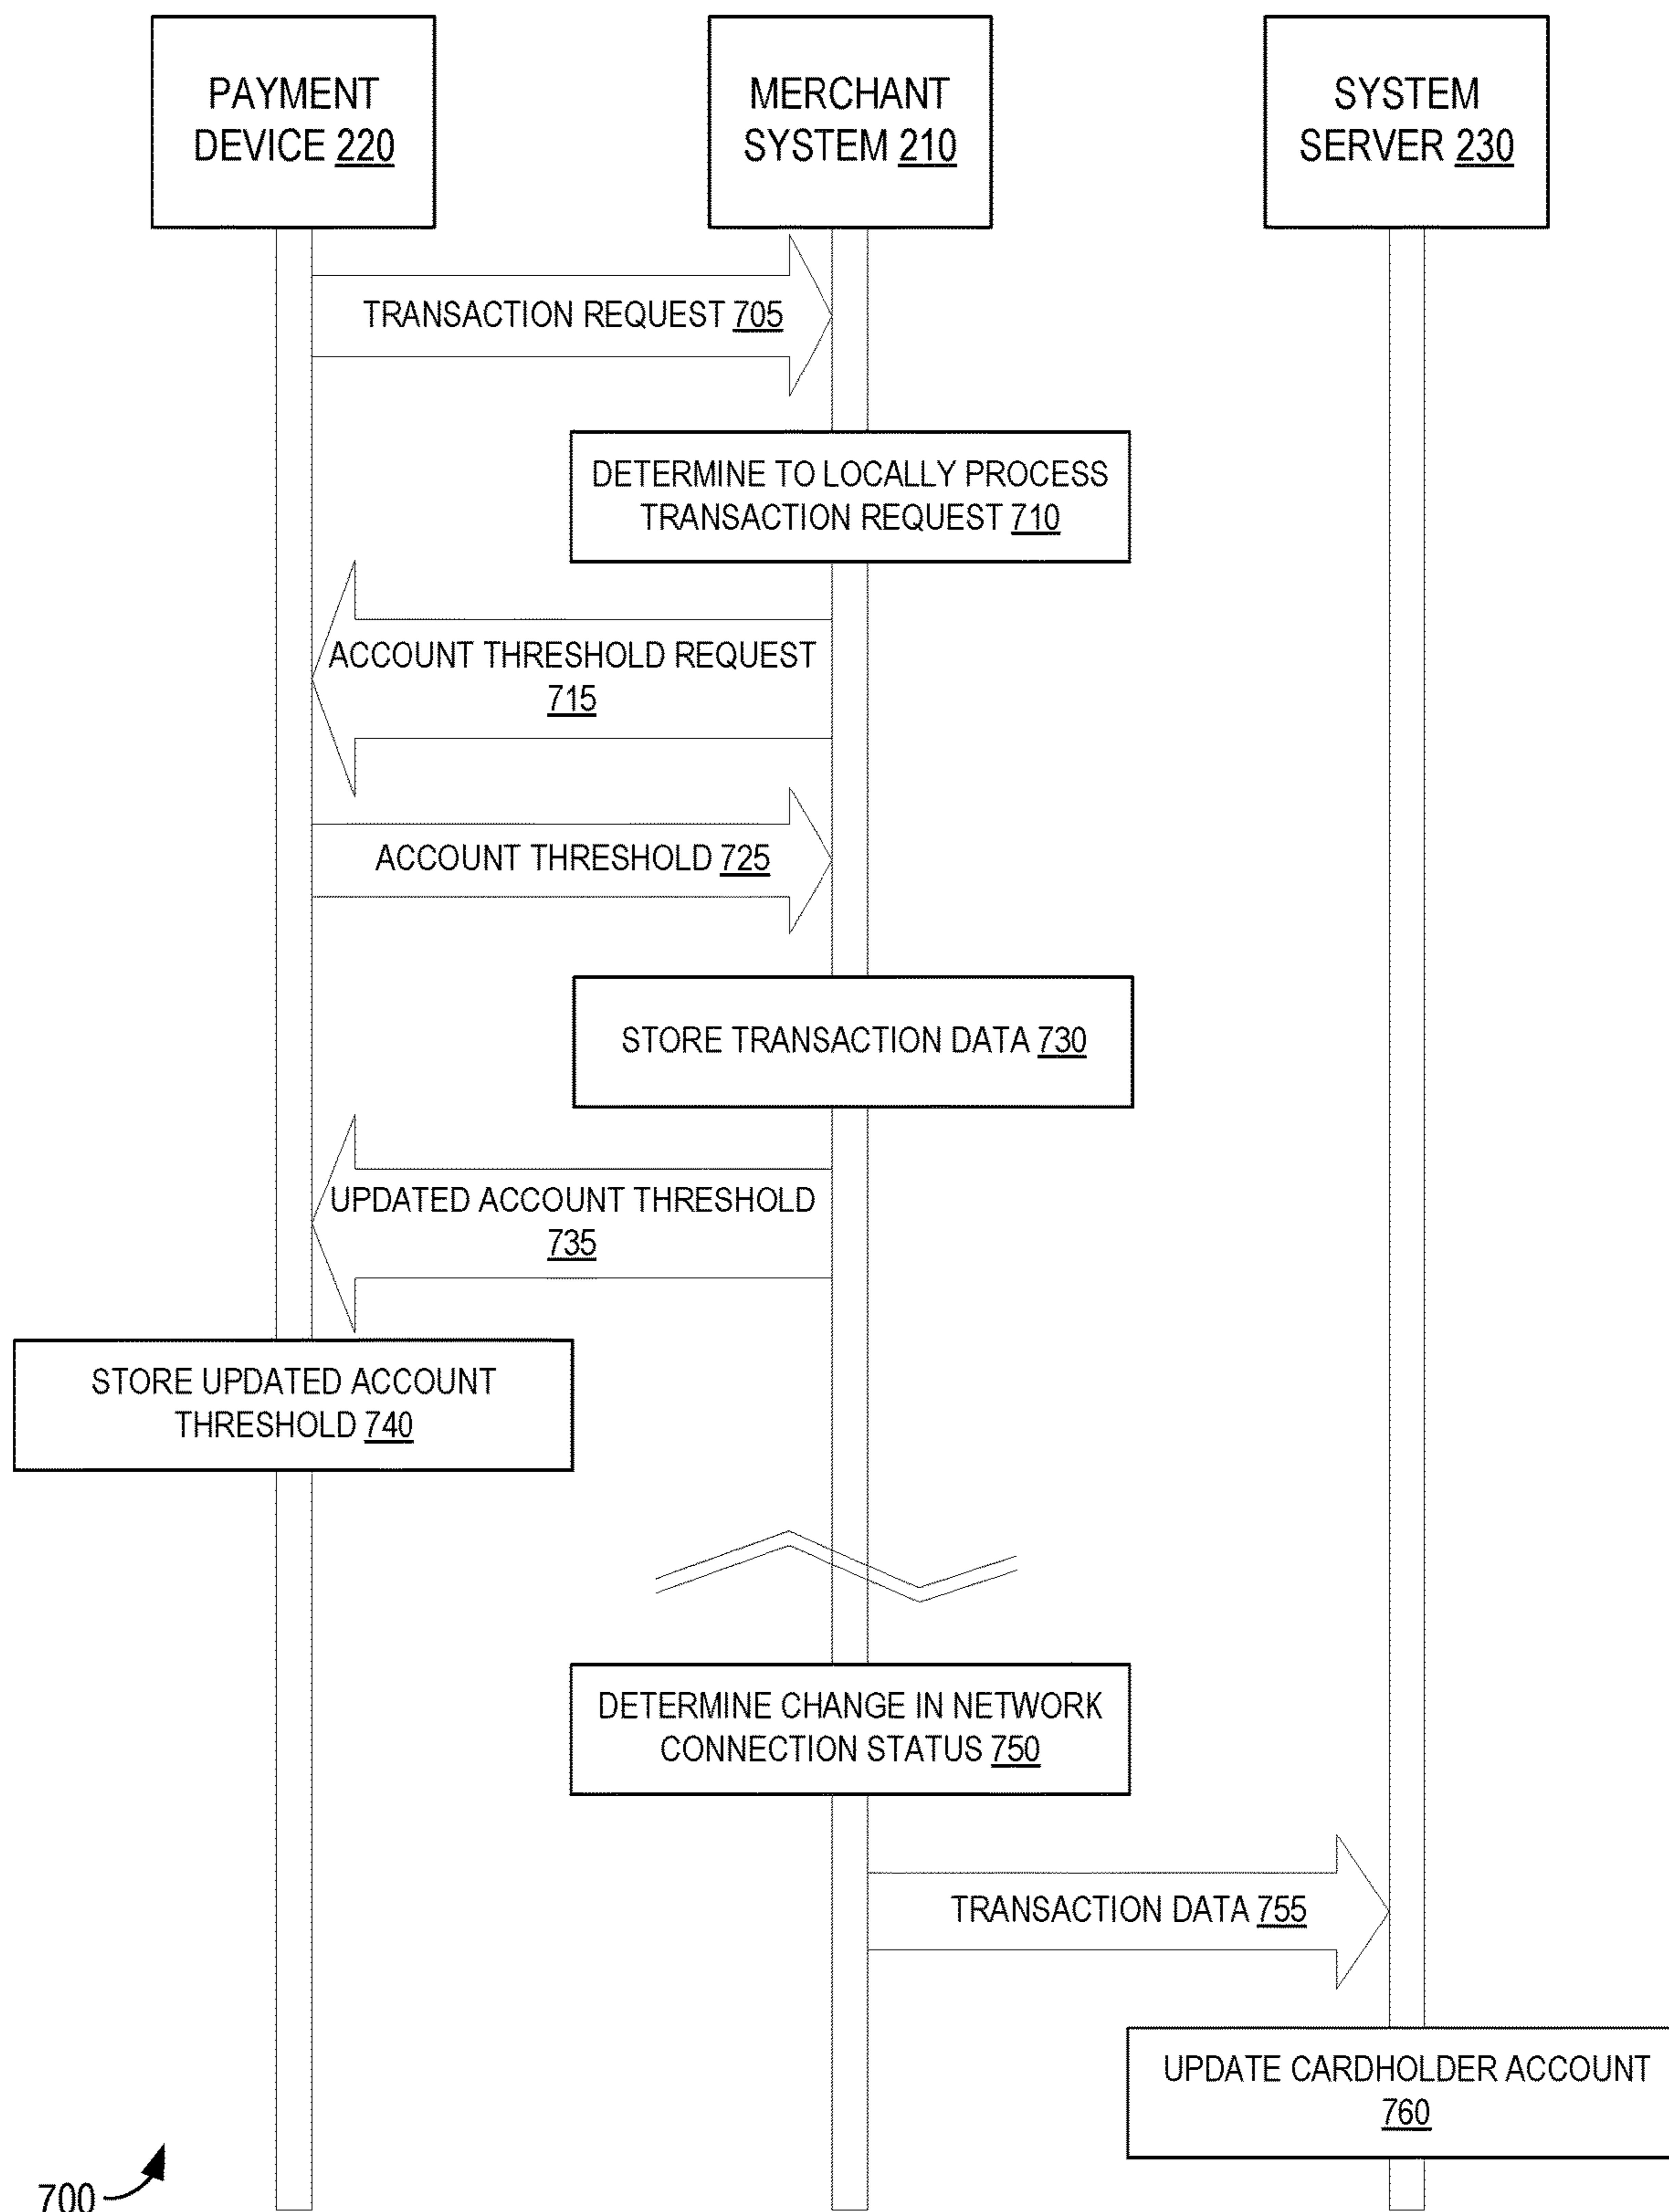 PAYMENT
DEVICE 220
MERCHANT
SYSTEM 210
SYSTEM
SERVER 230
TRANSACTION REQUEST 705
DETERMINE TO LOCALLY PROCESS
TRANSACTION REQUEST 710
ACCOUNT THRESHOLD REQUEST
715
ACCOUNT THRESHOLD 725
STORE TRANSACTION DATA 730
UPDATED ACCOUNT THRESHOLD
735
STORE UPDATED ACCOUNT
THRESHOLD 740
DETERMINE CHANGE IN NETWORK
CONNECTION STATUS 750
TRANSACTION DATA 755
UPDATE CARDHOLDER ACCOUNT
760
700